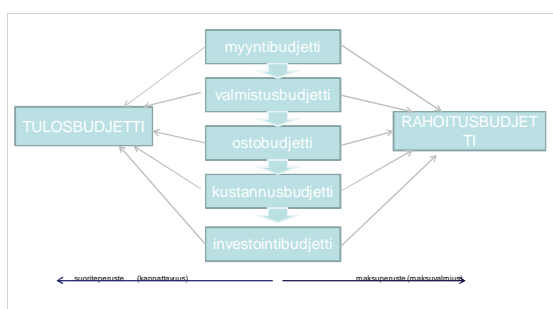 myyntibudjetti
valmistusbudjetti
TULOSBUDJETTI
RAHOITUSBUDJET
TI
ostobudjetti
kustannusbudjetti
investointibudjetti
suoriteperuste (kannattavuus)
maksuperuste (maksuvalmius)